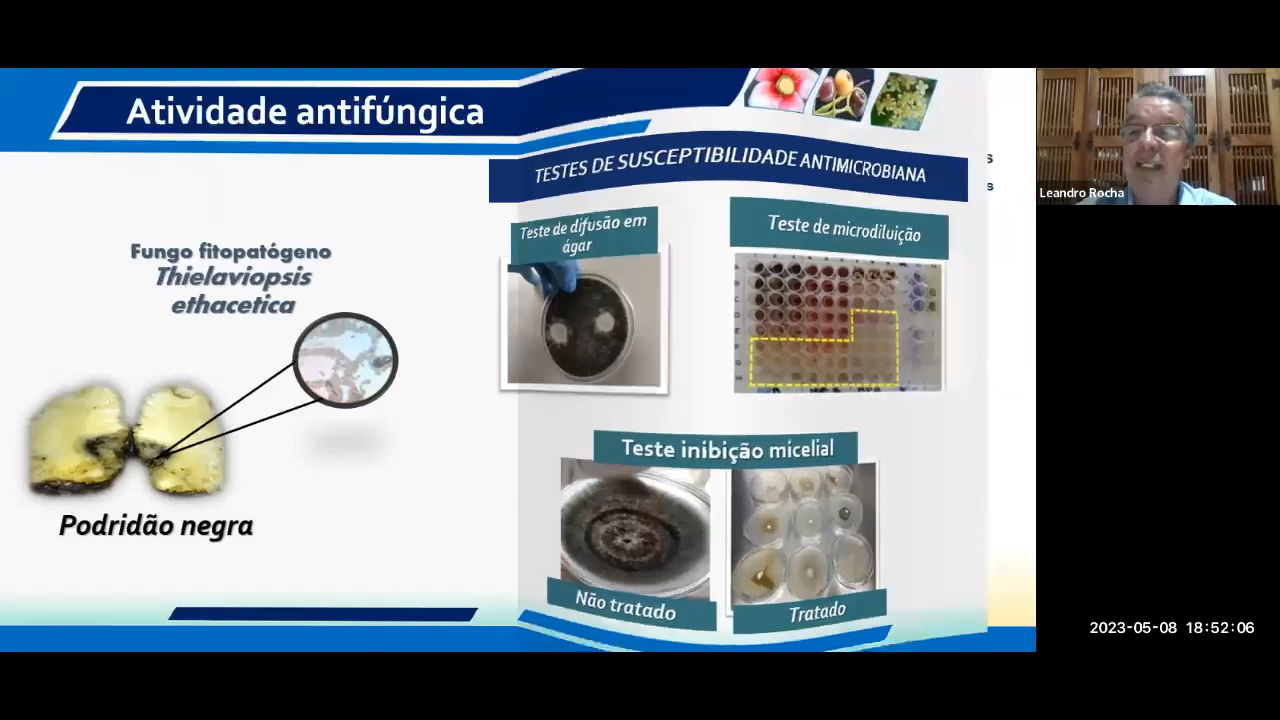 Atividade antifúngica
TESTES DE SUSCEPTIBILIDADE ANTIMICROBIANA
Fungo fitopatógeno
Thielaviopsis
ethacetica
Podridão negra
Teste de difusão em
ágar
Teste de microdiluição
Teste inibição micelial
Não tratado
Tratado
Leandro Rocha
2023-05-08 18:52:06